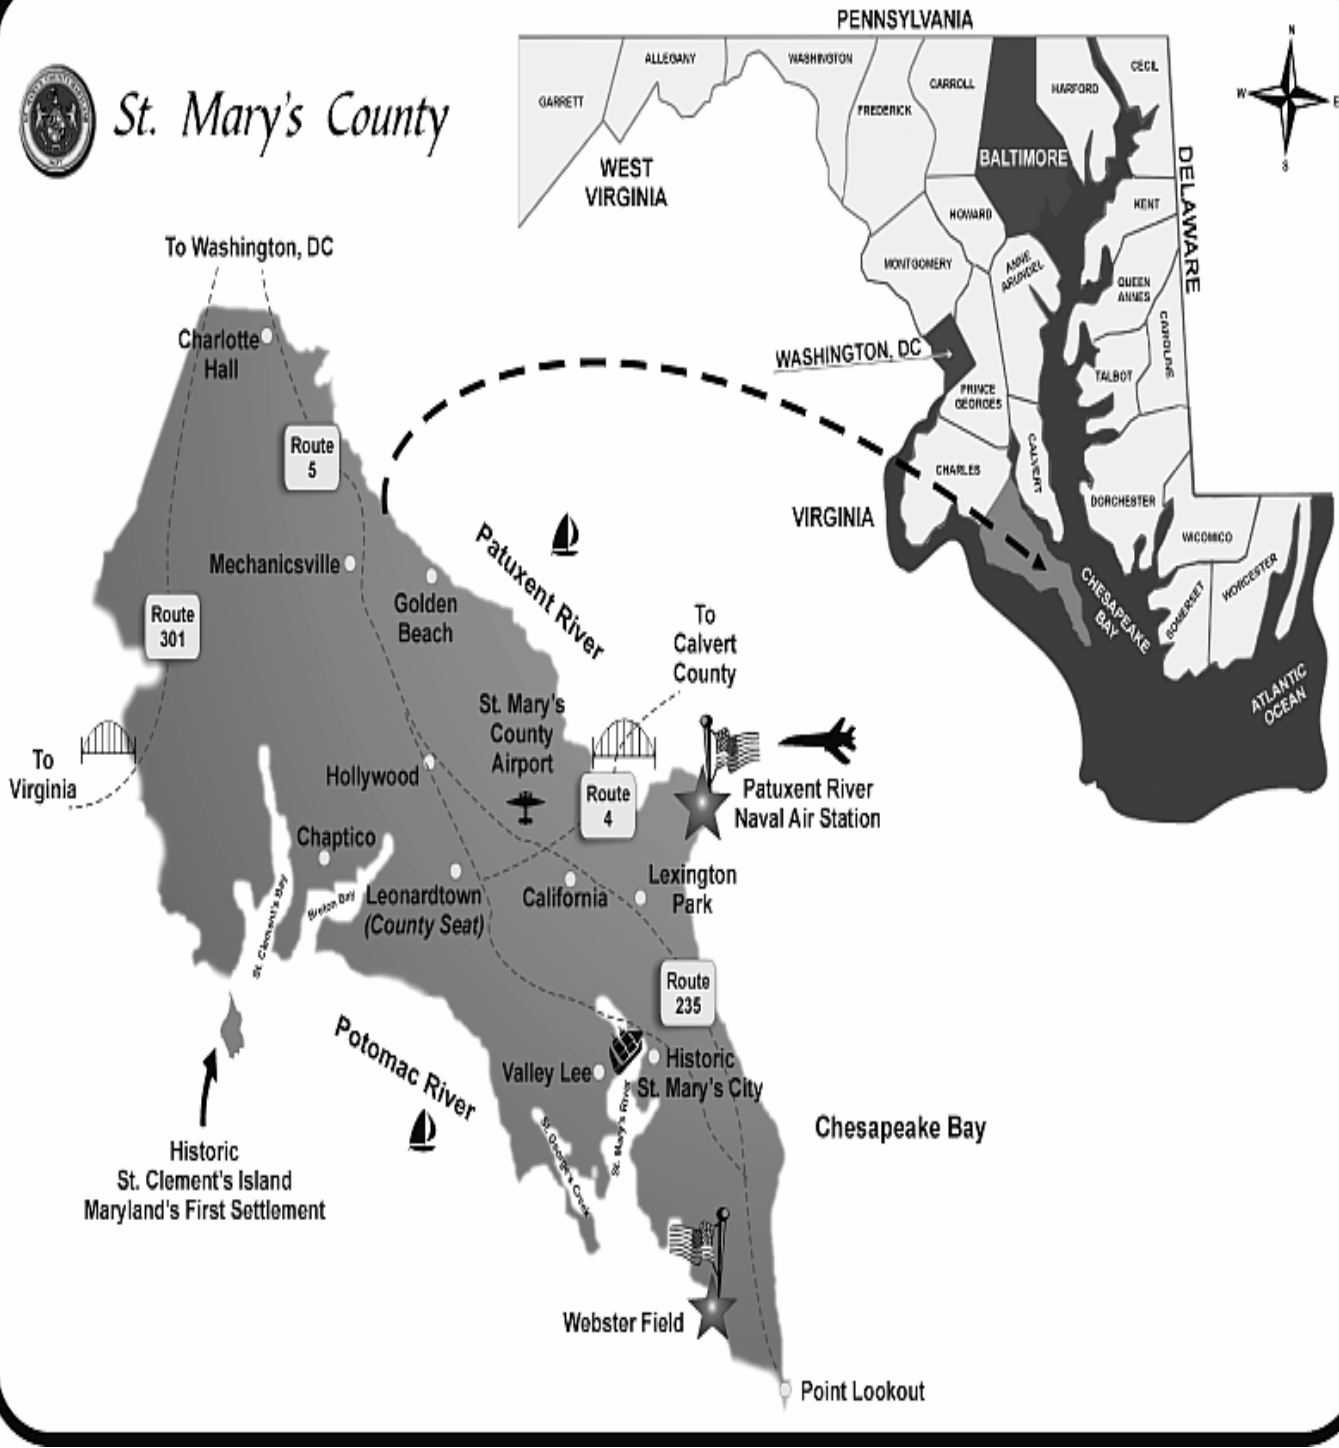 St. Mary's County
PENNSYLVANIA
GARRETT
ALLEGANY
WASHINGTON
FREDERICK
CARROLL
BALTIMORE
HARFORD
CECIL
N
W
E
S
WEST
VIRGINIA
HOWARD
KENT
DELAWARE
MONTGOMERY
ANNE
ARUNDEL
QUEEN
ANNES
CAROLINE
WASHINGTON, DC
TALBOT
PRINCE
GEORGES
CHARLES
CALVERT
VIRGINIA
DORCHESTER
WICOMICO
SOMERSET
WORCESTER
CHESAPEAKE
BAY
ATLANTIC
OCEAN
To Washington, DC
Charlotte
Hall
Route
5
Mechanicsville
Golden
Beach
Patuxent River
Route
301
To
Calvert
County
St. Mary's
County
Airport
To
Virginia
Hollywood
Route
4
Patuxent River
Naval Air Station
Chaptico
Leonardtown
(County Seat)
California
Lexington
Park
St. Clement's Bay
Breton Bay
Route
235
Potomac River
Valley Lee
Historic
St. Mary's City
St. Mary's River
St. George's Creek
Chesapeake Bay
Historic
St. Clement's Island
Maryland's First Settlement
Webster Field
Point Lookout